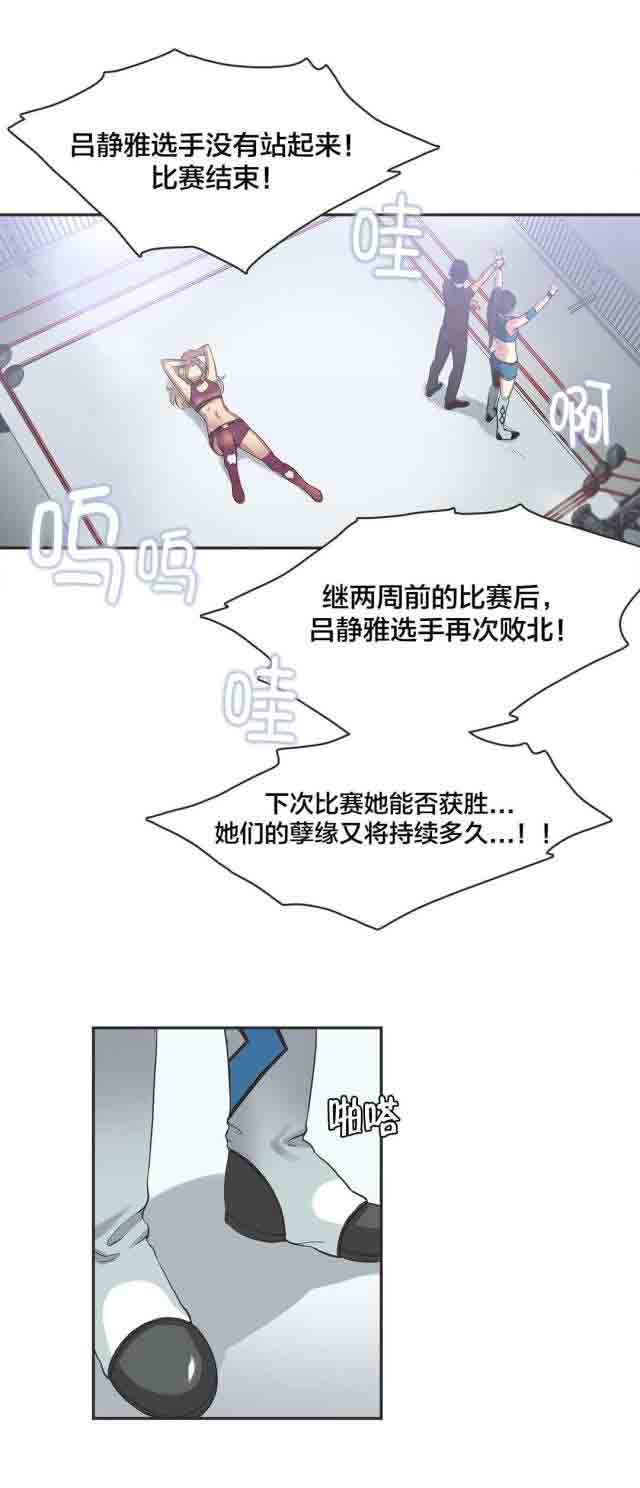 吕静雅选手没有站起来！
比赛结束！
哇
啊
呜
呜
继两周前的比赛后，
吕静雅选手再次败北！
哇
下次比赛她能否获胜...
她们的孽缘又将持续多久...！！
啪嗒